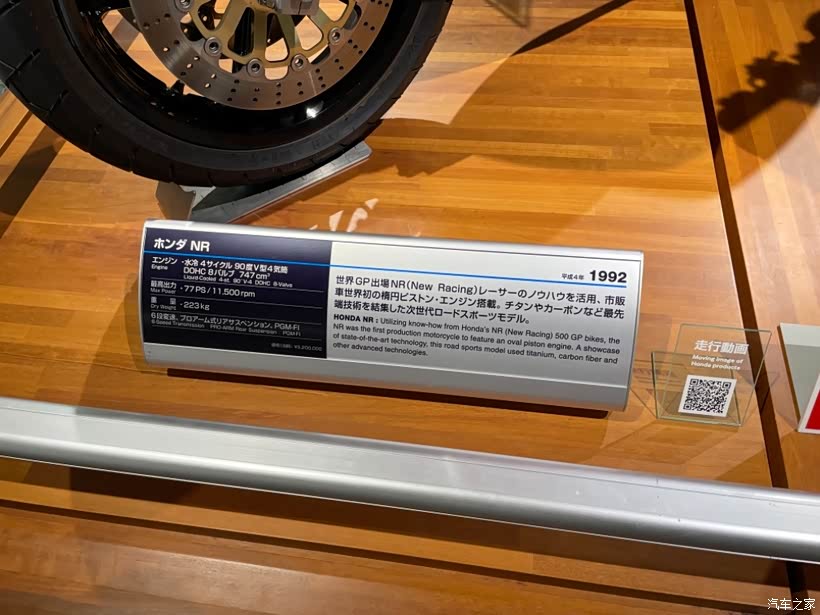 ホンダ NR
エンジン ・水冷 4サイクル 90度V型4気筒
Engine DOHC 8バルブ 747cm³
Liquid-Cooled 4-st. 90°V-4 DOHC 8-Valve
最高出力 ・77PS / 11,500rpm
Max Power
重量 ・223kg
Dry Weight
6段変速、プロアーム式リアサスペンション、PGM-FI
6-Speed Transmission PRO-ARM Rear Suspension PGM-FI
¥5,200,000
平成4年 1992
世界GP出場NR(New Racing)レーサーのノウハウを活用、市販
車世界初の楕円ピストン・エンジン搭載。チタンやカーボンなど最先
端技術を結集した次世代ロードスポーツモデル。
HONDA NR : Utilizing know-how from Honda's NR (New Racing) 500 GP bikes, the
NR was the first production motorcycle to feature an oval piston engine. A showcase
of state-of-the-art technology, this road sports model used titanium, carbon fiber and
other advanced technologies.
走行動画
Moving image of
Honda products
汽车之家